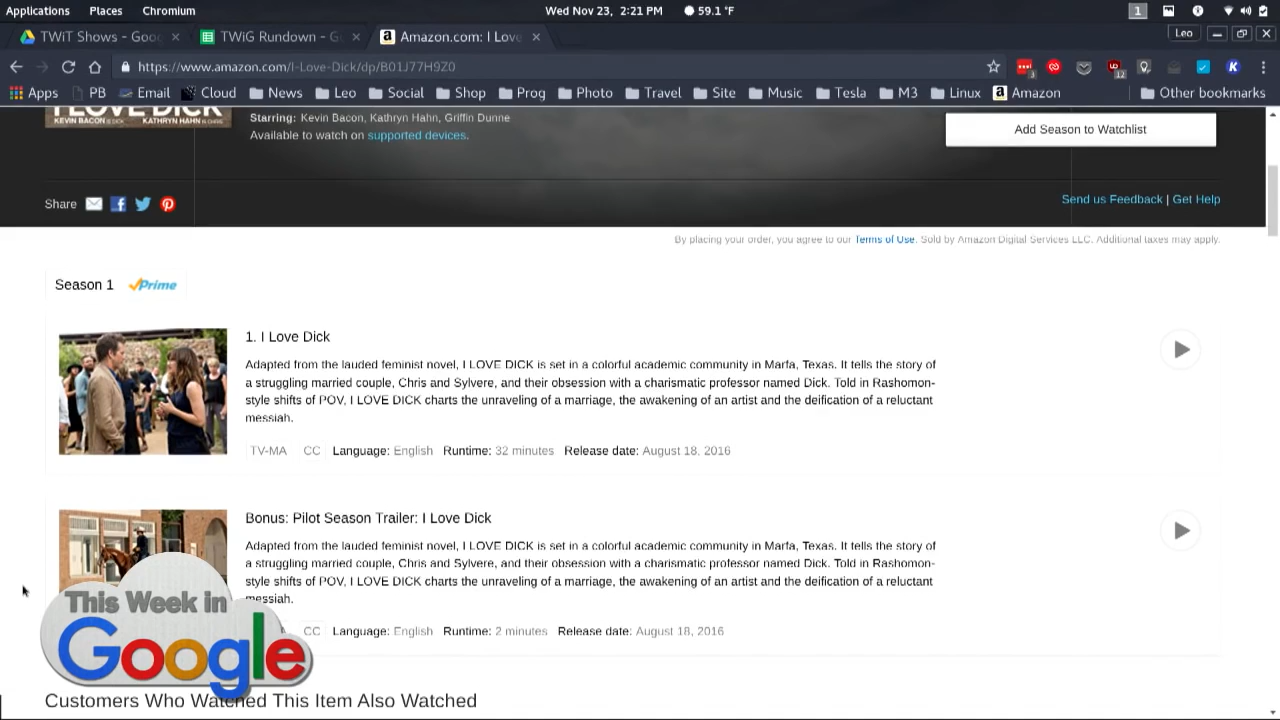 Applications Places Chromium Wed Nov 23, 2:21 PM 59.1 °F 1
TWiT Shows - Goo TWiG Rundown - G Amazon.com: I Love Leo
https://www.amazon.com/I-Love-Dick/dp/B01J77H9Z0 3 12 K
Apps PB Email Cloud News Leo Social Shop Prog Photo Travel Site Music Tesla M3 Linux Amazon Other bookmarks
I LOVE DICK
KEVIN BACON IS DICK KATHRYN HAHN IS CHRIS
Starring: Kevin Bacon, Kathryn Hahn, Griffin Dunne
Available to watch on supported devices.
Add Season to Watchlist
Share
Send us Feedback | Get Help
By placing your order, you agree to our Terms of Use. Sold by Amazon Digital Services LLC. Additional taxes may apply.
Season 1 Prime
1. I Love Dick
Adapted from the lauded feminist novel, I LOVE DICK is set in a colorful academic community in Marfa, Texas. It tells the story of
a struggling married couple, Chris and Sylvere, and their obsession with a charismatic professor named Dick. Told in Rashomon-
style shifts of POV, I LOVE DICK charts the unraveling of a marriage, the awakening of an artist and the deification of a reluctant
messiah.
TV-MA CC Language: English Runtime: 32 minutes Release date: August 18, 2016
Bonus: Pilot Season Trailer: I Love Dick
Adapted from the lauded feminist novel, I LOVE DICK is set in a colorful academic community in Marfa, Texas. It tells the story of
a struggling married couple, Chris and Sylvere, and their obsession with a charismatic professor named Dick. Told in Rashomon-
style shifts of POV, I LOVE DICK charts the unraveling of a marriage, the awakening of an artist and the deification of a reluctant
messiah.
CC Language: English Runtime: 2 minutes Release date: August 18, 2016
This Week in
Google
Customers Who Watched This Item Also Watched